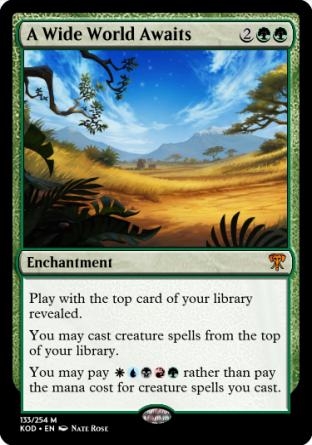 A Wide World Awaits 2
Enchantment
Play with the top card of your library
revealed.
You may cast creature spells from the top
of your library.
You may pay rather than pay
the mana cost for creature spells you cast.
133/254 M
KOD • EN Nate Rose